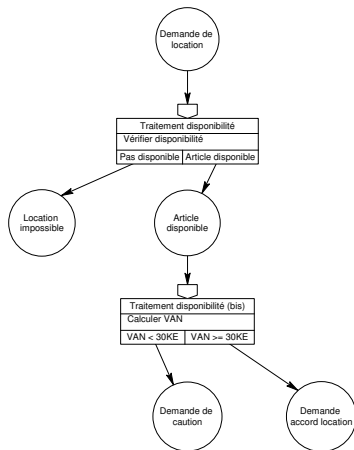 Demande de
location
Traitement disponibilité
Vérifier disponibilité
Pas disponible
Article disponible
Location
impossible
Article
disponible
Traitement disponibilité (bis)
Calculer VAN
VAN < 30KE
VAN >= 30KE
Demande de
caution
Demande
accord location